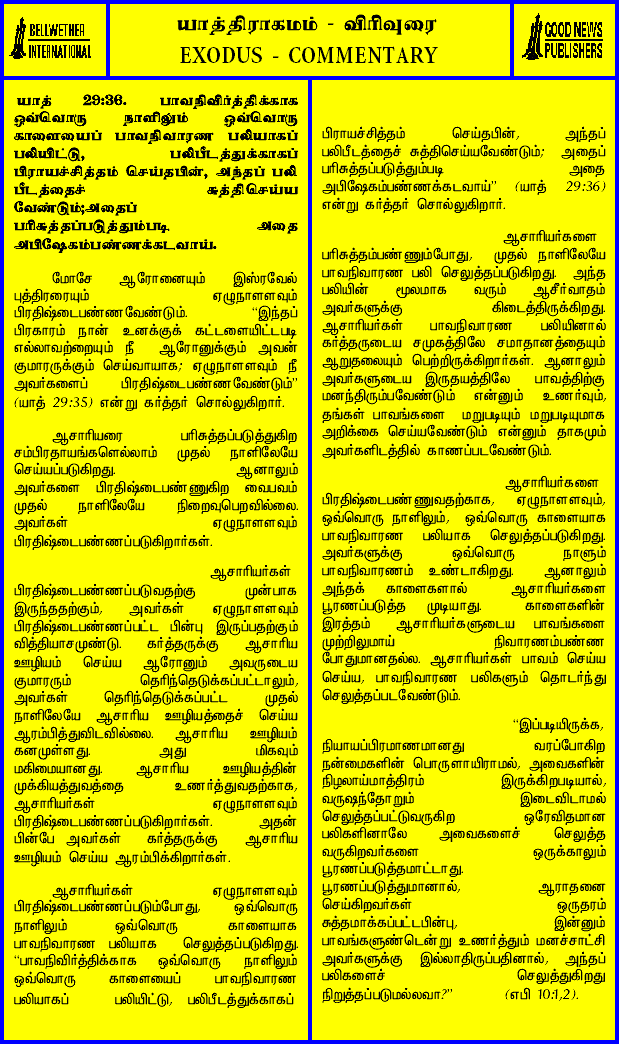 BELLWETHER
INTERNATIONAL
யாத்திராகமம் - விரிவுரை
EXODUS - COMMENTARY
GOOD NEWS
PUBLISHERS
யாத் 29:36. பாவநிவிர்த்திக்காக
ஒவ்வொரு நாளிலும் ஒவ்வொரு
காளையைப் பாவநிவாரண பலியாகப்
பலியிட்டு, பலிபீடத்துக்காகப்
பிராயச்சித்தம் செய்தபின், அந்தப் பலி
பீடத்தைச் சுத்திசெய்ய
வேண்டும்;அதைப்
பரிசுத்தப்படுத்தும்படி அதை
அபிஷேகம்பண்ணக்கடவாய்.
மோசே ஆரோனையும் இஸ்ரவேல்
புத்திரரையும் ஏழுநாளளவும்
பிரதிஷ்டைபண்ணவேண்டும். “இந்தப்
பிரகாரம் நான் உனக்குக் கட்டளையிட்டபடி
எல்லாவற்றையும் நீ ஆரோனுக்கும் அவன்
குமாரருக்கும் செய்வாயாக; ஏழுநாளளவும் நீ
அவர்களைப் பிரதிஷ்டைபண்ணவேண்டும்”
(யாத் 29:35) என்று கர்த்தர் சொல்லுகிறார்.
ஆசாரியரை பரிசுத்தப்படுத்துகிற
சம்பிரதாயங்களெல்லாம் முதல் நாளிலேயே
செய்யப்படுகிறது. ஆனாலும்
அவர்களை பிரதிஷ்டைபண்ணுகிற வைபவம்
முதல் நாளிலேயே நிறைவுபெறவில்லை.
அவர்கள் ஏழுநாளளவும்
பிரதிஷ்டைபண்ணப்படுகிறார்கள்.
ஆசாரியர்கள்
பிரதிஷ்டைபண்ணப்படுவதற்கு முன்பாக
இருந்ததற்கும், அவர்கள் ஏழுநாளளவும்
பிரதிஷ்டைபண்ணப்பட்ட பின்பு இருப்பதற்கும்
வித்தியாசமுண்டு. கர்த்தருக்கு ஆசாரிய
ஊழியம் செய்ய ஆரோனும் அவருடைய
குமாரரும் தெரிந்தெடுக்கப்பட்டாலும்,
அவர்கள் தெரிந்தெடுக்கப்பட்ட முதல்
நாளிலேயே ஆசாரிய ஊழியத்தைச் செய்ய
ஆரம்பித்துவிடவில்லை. ஆசாரிய ஊழியம்
கனமுள்ளது. அது மிகவும்
மகிமையானது. ஆசாரிய ஊழியத்தின்
முக்கியத்துவத்தை உணர்த்துவதற்காக,
ஆசாரியர்கள் ஏழுநாளளவும்
பிரதிஷ்டைபண்ணப்படுகிறார்கள். அதன்
பின்பே அவர்கள் கர்த்தருக்கு ஆசாரிய
ஊழியம் செய்ய ஆரம்பிக்கிறார்கள்.
ஆசாரியர்கள் ஏழுநாளளவும்
பிரதிஷ்டைபண்ணப்படும்போது, ஒவ்வொரு
நாளிலும் ஒவ்வொரு காளையாக
பாவநிவாரண பலியாக செலுத்தப்படுகிறது.
“பாவநிவிர்த்திக்காக ஒவ்வொரு நாளிலும்
ஒவ்வொரு காளையைப் பாவநிவாரண
பலியாகப் பலியிட்டு, பலிபீடத்துக்காகப்
பிராயச்சித்தம் செய்தபின், அந்தப்
பலிபீடத்தைச் சுத்திசெய்யவேண்டும்; அதைப்
பரிசுத்தப்படுத்தும்படி அதை
அபிஷேகம்பண்ணக்கடவாய்” (யாத் 29:36)
என்று கர்த்தர் சொல்லுகிறார்.
ஆசாரியர்களை
பரிசுத்தம்பண்ணும்போது, முதல் நாளிலேயே
பாவநிவாரண பலி செலுத்தப்படுகிறது. அந்த
பலியின் மூலமாக வரும் ஆசீர்வாதம்
அவர்களுக்கு கிடைத்திருக்கிறது.
ஆசாரியர்கள் பாவநிவாரண பலியினால்
கர்த்தருடைய சமுகத்திலே சமாதானத்தையும்
ஆறுதலையும் பெற்றிருக்கிறார்கள். ஆனாலும்
அவர்களுடைய இருதயத்திலே பாவத்திற்கு
மனந்திரும்பவேண்டும் என்னும் உணர்வும்,
தங்கள் பாவங்களை மறுபடியும் மறுபடியுமாக
அறிக்கை செய்யவேண்டும் என்னும் தாகமும்
அவர்களிடத்தில் காணப்படவேண்டும்.
ஆசாரியர்களை
பிரதிஷ்டைபண்ணுவதற்காக, ஏழுநாளளவும்,
ஒவ்வொரு நாளிலும், ஒவ்வொரு காளையாக
பாவநிவாரண பலியாக செலுத்தப்படுகிறது.
அவர்களுக்கு ஒவ்வொரு நாளும்
பாவநிவாரணம் உண்டாகிறது. ஆனாலும்
அந்தக் காளைகளால் ஆசாரியர்களை
பூரணப்படுத்த முடியாது. காளைகளின்
இரத்தம் ஆசாரியர்களுடைய பாவங்களை
முற்றிலுமாய் நிவாரணம்பண்ண
போதுமானதல்ல. ஆசாரியர்கள் பாவம் செய்ய
செய்ய, பாவநிவாரண பலிகளும் தொடர்ந்து
செலுத்தப்படவேண்டும்.
“இப்படியிருக்க,
நியாயப்பிரமாணமானது வரப்போகிற
நன்மைகளின் பொருளாயிராமல், அவைகளின்
நிழலாய்மாத்திரம் இருக்கிறபடியால்,
வருஷந்தோறும் இடைவிடாமல்
செலுத்தப்பட்டுவருகிற ஒரேவிதமான
பலிகளினாலே அவைகளைச் செலுத்த
வருகிறவர்களை ஒருக்காலும்
பூரணப்படுத்தமாட்டாது.
பூரணப்படுத்துமானால், ஆராதனை
செய்கிறவர்கள் ஒருதரம்
சுத்தமாக்கப்பட்டபின்பு, இன்னும்
பாவங்களுண்டென்று உணர்த்தும் மனச்சாட்சி
அவர்களுக்கு இல்லாதிருப்பதினால், அந்தப்
பலிகளைச் செலுத்துகிறது
நிறுத்தப்படுமல்லவா?” (எபி 10:1,2).